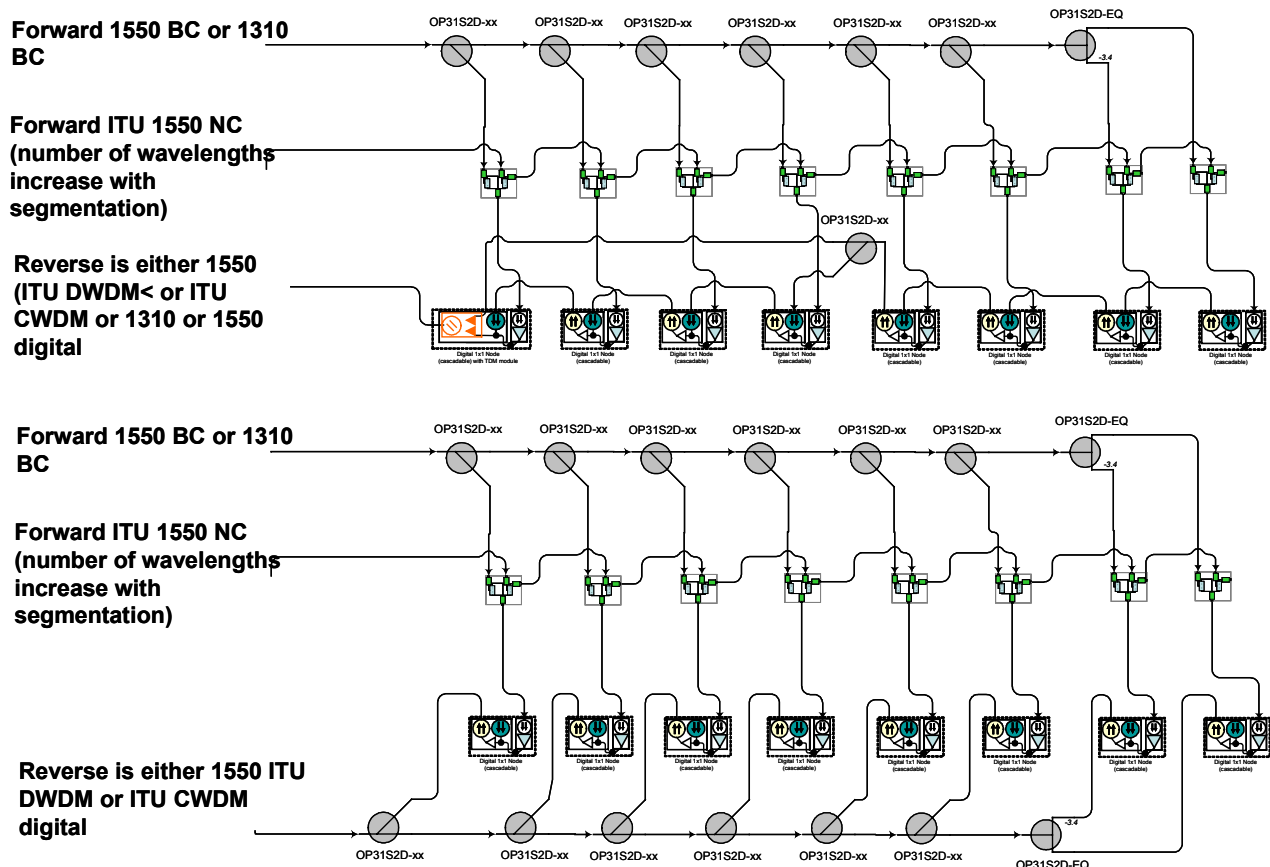 Forward 1550 BC or 1310
BC
OP31S2D-xx
OP31S2D-xx
OP31S2D-xx
OP31S2D-xx
OP31S2D-xx
OP31S2D-xx
OP31S2D-EQ
-3.4
Forward ITU 1550 NC
(number of wavelengths
increase with
segmentation)
OP31S2D-xx
Reverse is either 1550
(ITU DWDM< or ITU
CWDM or 1310 or 1550
digital
Digital 1x1 Node
(cascadable) with TDM module
Digital 1x1 Node
(cascadable)
Digital 1x1 Node
(cascadable)
Digital 1x1 Node
(cascadable)
Digital 1x1 Node
(cascadable)
Digital 1x1 Node
(cascadable)
Digital 1x1 Node
(cascadable)
Digital 1x1 Node
(cascadable)
Forward 1550 BC or 1310
BC
OP31S2D-xx
OP31S2D-xx
OP31S2D-xx
OP31S2D-xx
OP31S2D-xx
OP31S2D-xx
OP31S2D-EQ
-3.4
Forward ITU 1550 NC
(number of wavelengths
increase with
segmentation)
Digital 1x1 Node
(cascadable)
Digital 1x1 Node
(cascadable)
Digital 1x1 Node
(cascadable)
Digital 1x1 Node
(cascadable)
Digital 1x1 Node
(cascadable)
Digital 1x1 Node
(cascadable)
Digital 1x1 Node
(cascadable)
Digital 1x1 Node
(cascadable)
Reverse is either 1550 ITU
DWDM or ITU CWDM
digital
-3.4
OP31S2D-xx
OP31S2D-xx
OP31S2D-xx
OP31S2D-xx
OP31S2D-xx
OP31S2D-xx
OP31S2D-EQ